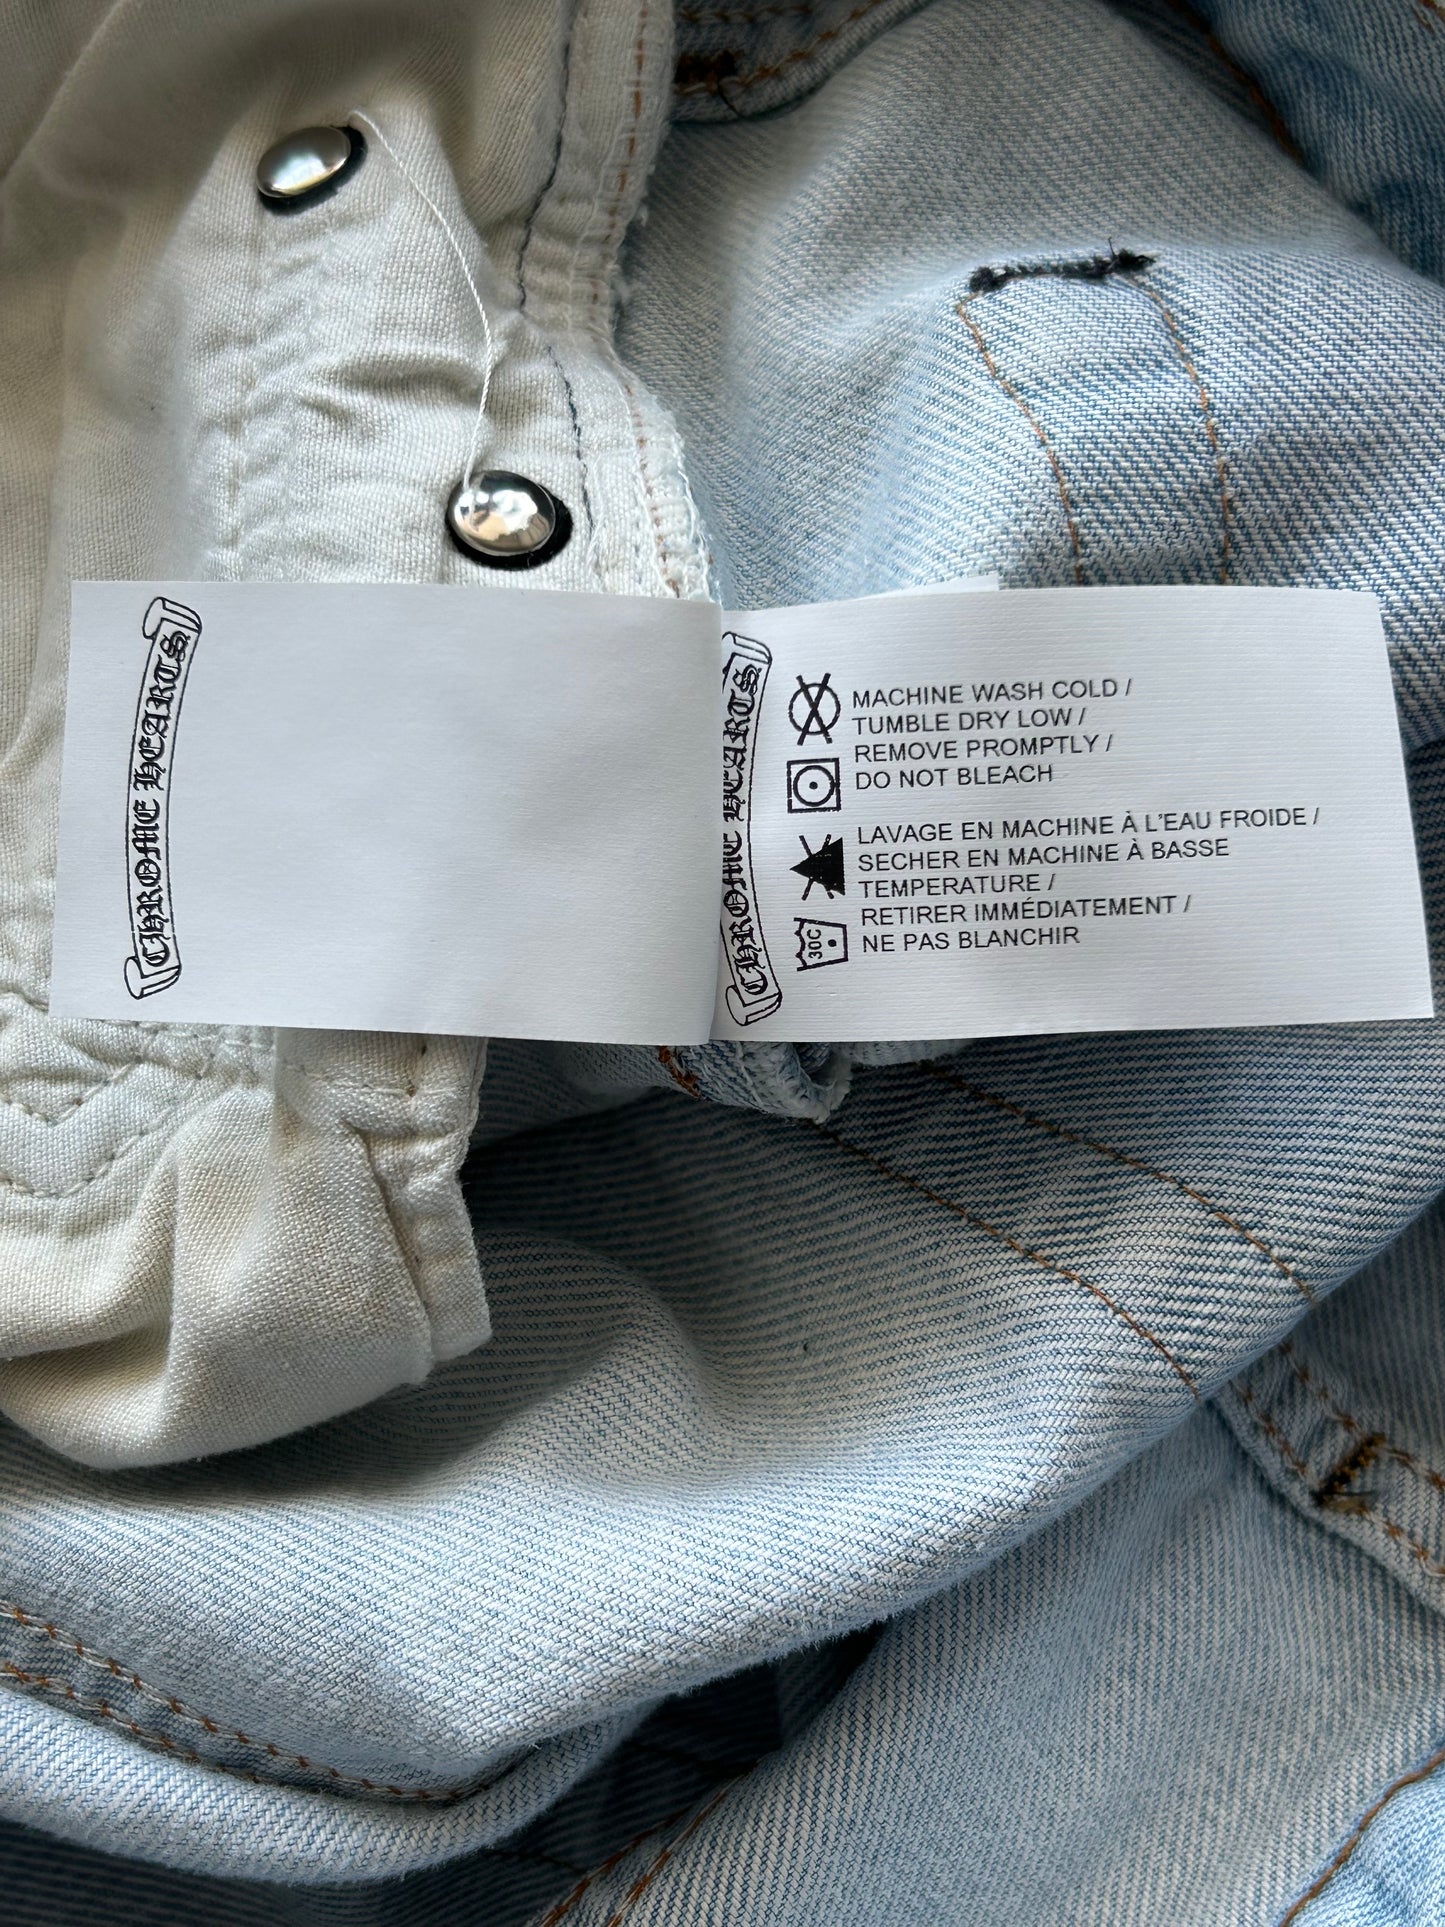 CHROME HEARTS
CHROME HEARTS
MACHINE WASH COLD /
TUMBLE DRY LOW /
REMOVE PROMPTLY /
DO NOT BLEACH
LAVAGE EN MACHINE À L'EAU FROIDE /
SECHER EN MACHINE À BASSE
TEMPERATURE /
RETIRER IMMÉDIATEMENT /
NE PAS BLANCHIR
30C